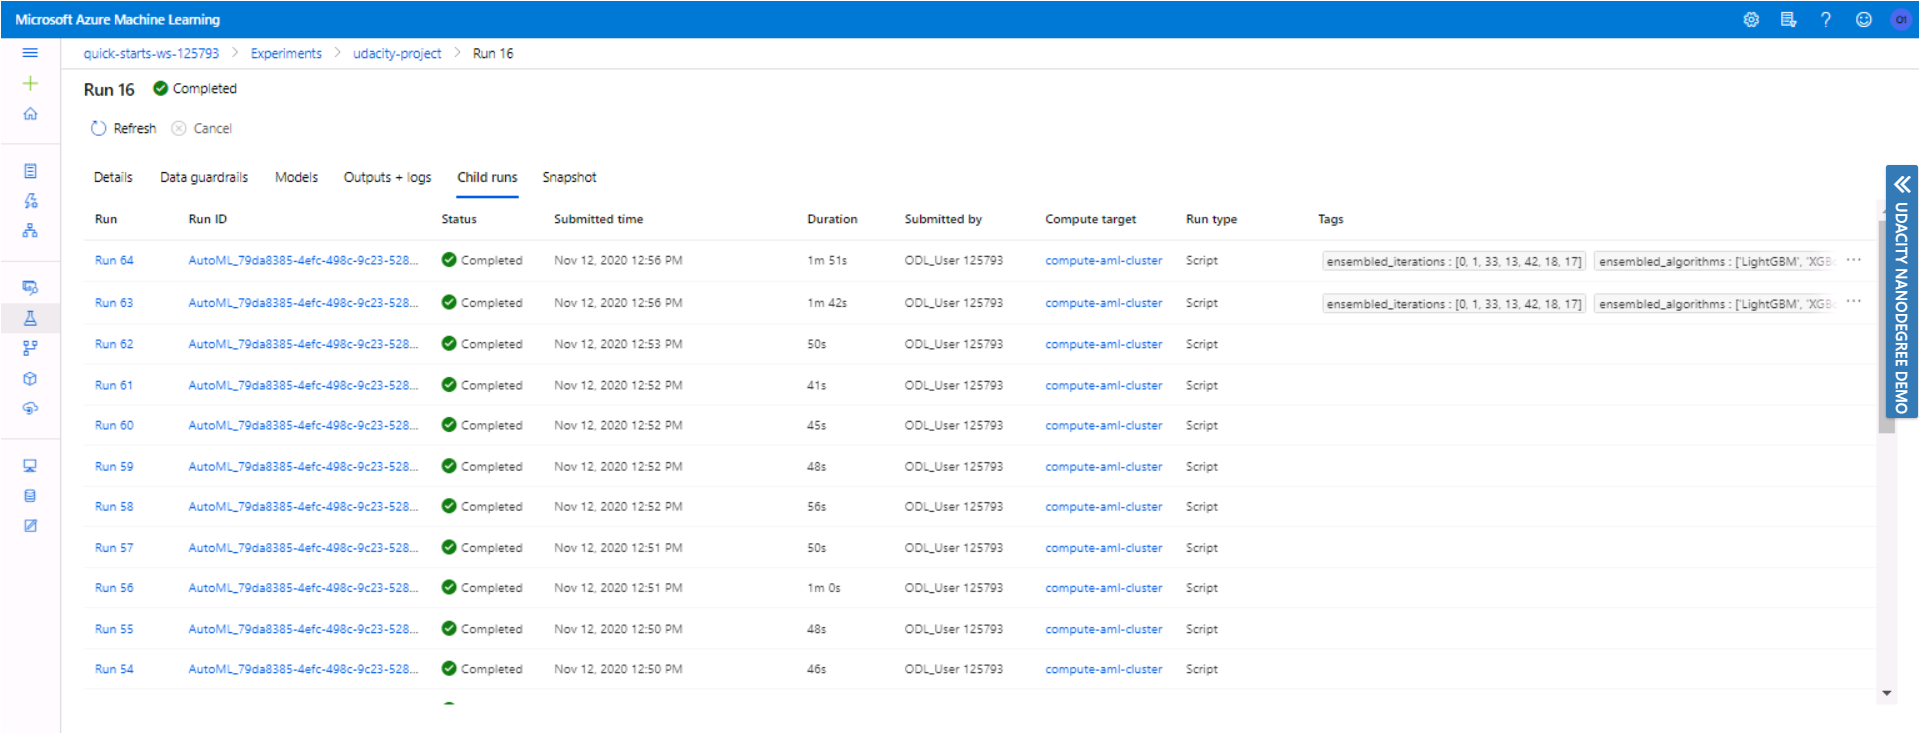 Microsoft Azure Machine Learning
quick-starts-ws-125793 > Experiments > udacity-project > Run 16
Run 16 Completed
Refresh Cancel
Details Data guardrails Models Outputs + logs Child runs Snapshot
Run Run ID Status Submitted time Duration Submitted by Compute target Run type Tags
Run 64 AutoML_79da8385-4efc-498c-9c23-528... Completed Nov 12, 2020 12:56 PM 1m 51s ODL_User 125793 compute-aml-cluster Script ensembled_iterations : [0, 1, 33, 13, 42, 18, 17] ensembled_algorithms : ['LightGBM', 'XGB ...
Run 63 AutoML_79da8385-4efc-498c-9c23-528... Completed Nov 12, 2020 12:56 PM 1m 42s ODL_User 125793 compute-aml-cluster Script ensembled_iterations : [0, 1, 33, 13, 42, 18, 17] ensembled_algorithms : ['LightGBM', 'XGB ...
Run 62 AutoML_79da8385-4efc-498c-9c23-528... Completed Nov 12, 2020 12:53 PM 50s ODL_User 125793 compute-aml-cluster Script
Run 61 AutoML_79da8385-4efc-498c-9c23-528... Completed Nov 12, 2020 12:52 PM 41s ODL_User 125793 compute-aml-cluster Script
Run 60 AutoML_79da8385-4efc-498c-9c23-528... Completed Nov 12, 2020 12:52 PM 45s ODL_User 125793 compute-aml-cluster Script
Run 59 AutoML_79da8385-4efc-498c-9c23-528... Completed Nov 12, 2020 12:52 PM 48s ODL_User 125793 compute-aml-cluster Script
Run 58 AutoML_79da8385-4efc-498c-9c23-528... Completed Nov 12, 2020 12:52 PM 56s ODL_User 125793 compute-aml-cluster Script
Run 57 AutoML_79da8385-4efc-498c-9c23-528... Completed Nov 12, 2020 12:51 PM 50s ODL_User 125793 compute-aml-cluster Script
Run 56 AutoML_79da8385-4efc-498c-9c23-528... Completed Nov 12, 2020 12:51 PM 1m 0s ODL_User 125793 compute-aml-cluster Script
Run 55 AutoML_79da8385-4efc-498c-9c23-528... Completed Nov 12, 2020 12:50 PM 48s ODL_User 125793 compute-aml-cluster Script
Run 54 AutoML_79da8385-4efc-498c-9c23-528... Completed Nov 12, 2020 12:50 PM 46s ODL_User 125793 compute-aml-cluster Script
UDACITY NANODEGREE DEMO